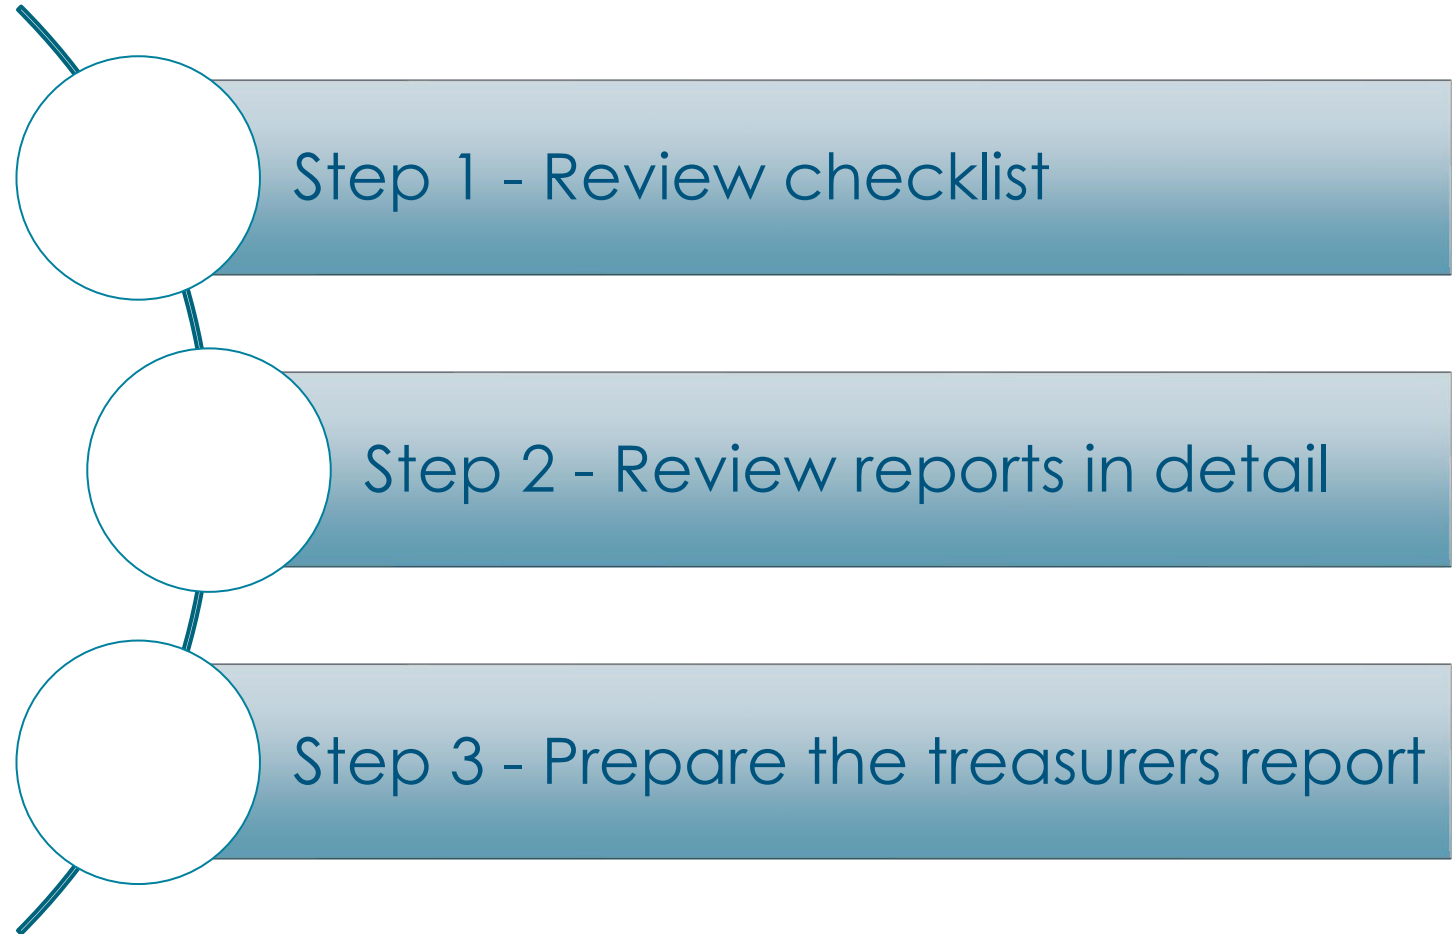 Step 1 - Review checklist
Step 2 - Review reports in detail
Step 3 - Prepare the treasurers report